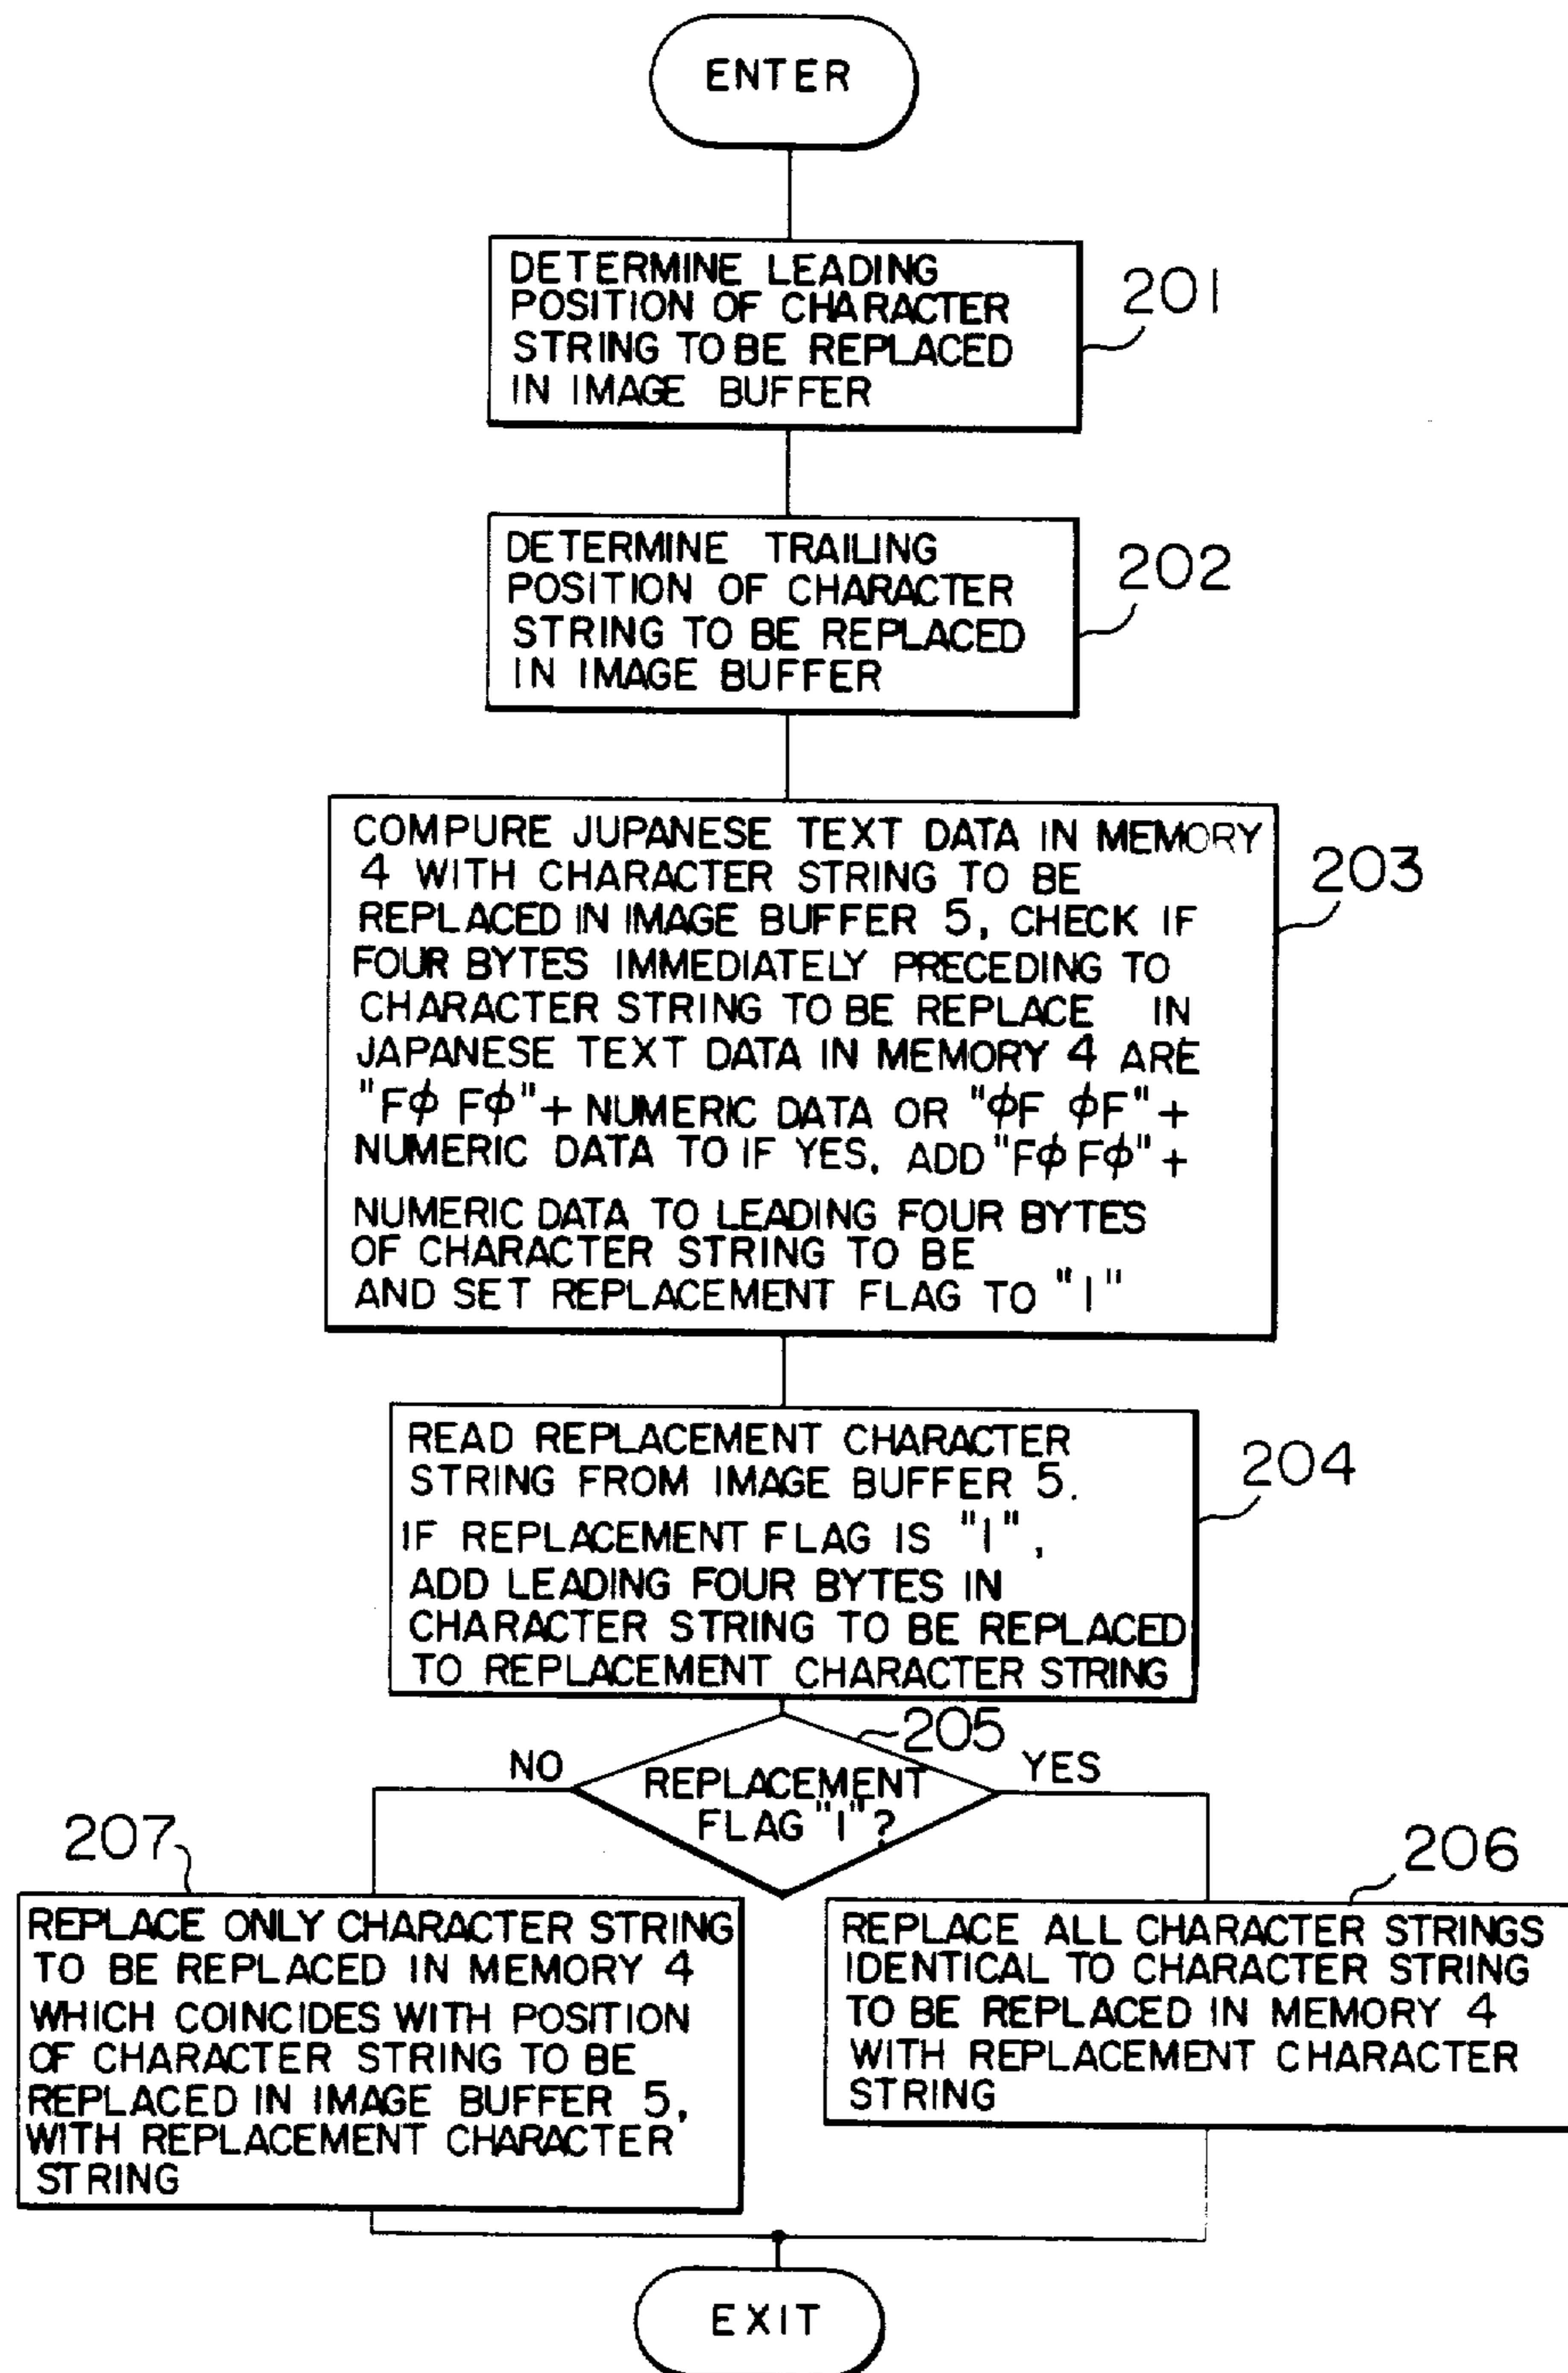 ENTER
DETERMINE LEADING
POSITION OF CHARACTER
STRING TO BE REPLACED
IN IMAGE BUFFER
201
DETERMINE TRAILING
POSITION OF CHARACTER
STRING TO BE REPLACED
IN IMAGE BUFFER
202
COMPURE JUPANESE TEXT DATA IN MEMORY
4 WITH CHARACTER STRING TO BE
REPLACED IN IMAGE BUFFER 5, CHECK IF
FOUR BYTES IMMEDIATELY PRECEDING TO
CHARACTER STRING TO BE REPLACE IN
JAPANESE TEXT DATA IN MEMORY 4 ARE
"Fϕ Fϕ"+ NUMERIC DATA OR "ϕF ϕF"+
NUMERIC DATA TO IF YES. ADD "Fϕ Fϕ"+
NUMERIC DATA TO LEADING FOUR BYTES
OF CHARACTER STRING TO BE
AND SET REPLACEMENT FLAG TO "1"
203
READ REPLACEMENT CHARACTER
STRING FROM IMAGE BUFFER 5.
IF REPLACEMENT FLAG IS "1",
ADD LEADING FOUR BYTES IN
CHARACTER STRING TO BE REPLACED
TO REPLACEMENT CHARACTER STRING
204
205
NO
YES
REPLACEMENT
FLAG "1"?
207
REPLACE ONLY CHARACTER STRING
TO BE REPLACED IN MEMORY 4
WHICH COINCIDES WITH POSITION
OF CHARACTER STRING TO BE
REPLACED IN IMAGE BUFFER 5,
WITH REPLACEMENT CHARACTER
STRING
206
REPLACE ALL CHARACTER STRINGS
IDENTICAL TO CHARACTER STRING
TO BE REPLACED IN MEMORY 4
WITH REPLACEMENT CHARACTER
STRING
EXIT